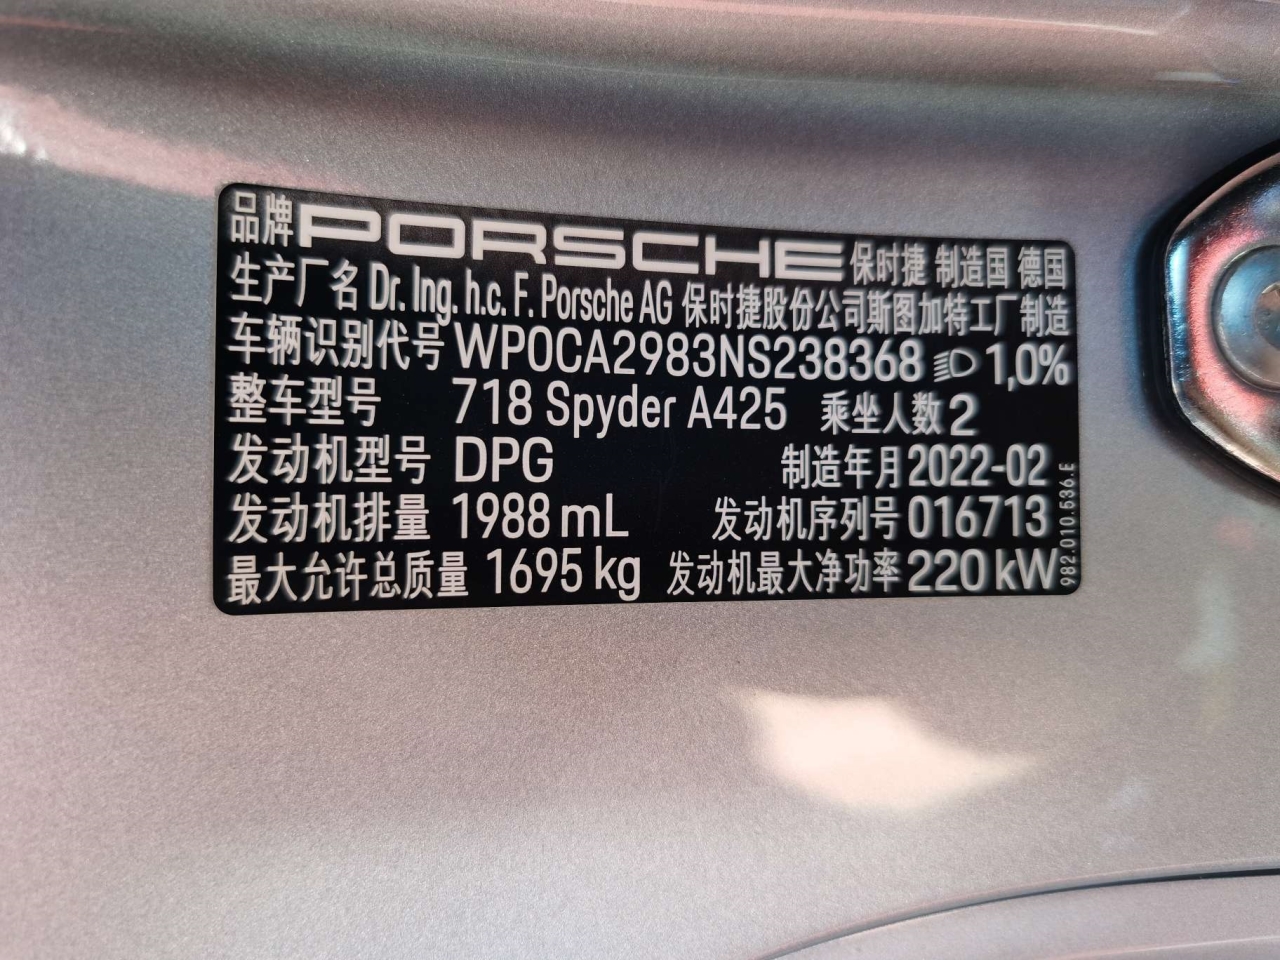 品牌 PORSCHE 保时捷 制造国 德国
生产厂名 Dr. Ing. h.c. F. Porsche AG 保时捷股份公司斯图加特工厂制造
车辆识别代号 WP0CA2983NS238368 1,0%
整车型号 718 Spyder A425 乘坐人数 2
发动机型号 DPG 制造年月 2022-02
发动机排量 1988 mL 发动机序列号 016713
最大允许总质量 1695 kg 发动机最大净功率 220 kW
982.010.536.E